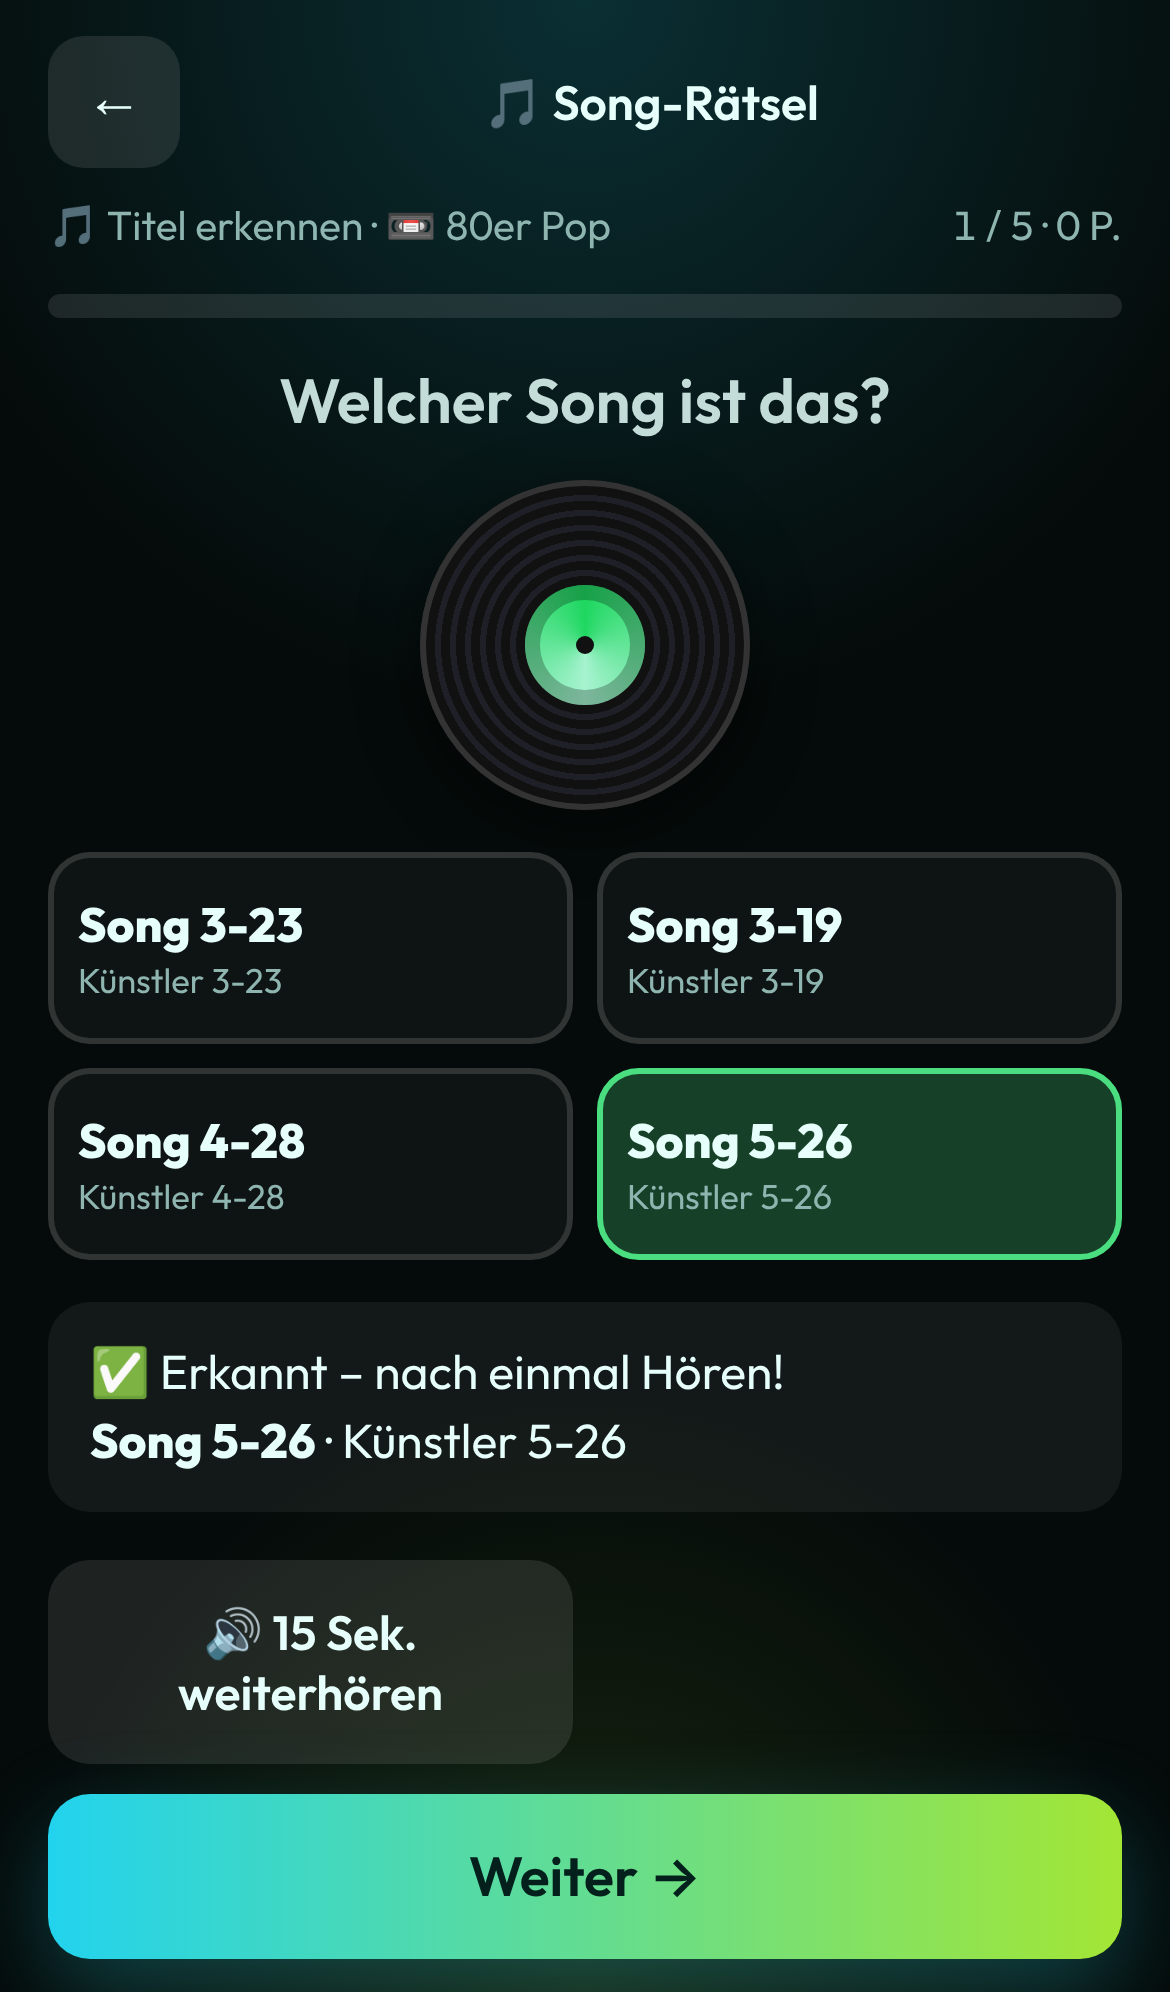 ←
🎵 Song-Rätsel
🎵 Titel erkennen · 📼 80er Pop
1 / 5 · 0 P.
Welcher Song ist das?
Song 3-23
Künstler 3-23
Song 3-19
Künstler 3-19
Song 4-28
Künstler 4-28
Song 5-26
Künstler 5-26
✅ Erkannt – nach einmal Hören!
Song 5-26 · Künstler 5-26
🔊 15 Sek.
weiterhören
Weiter →